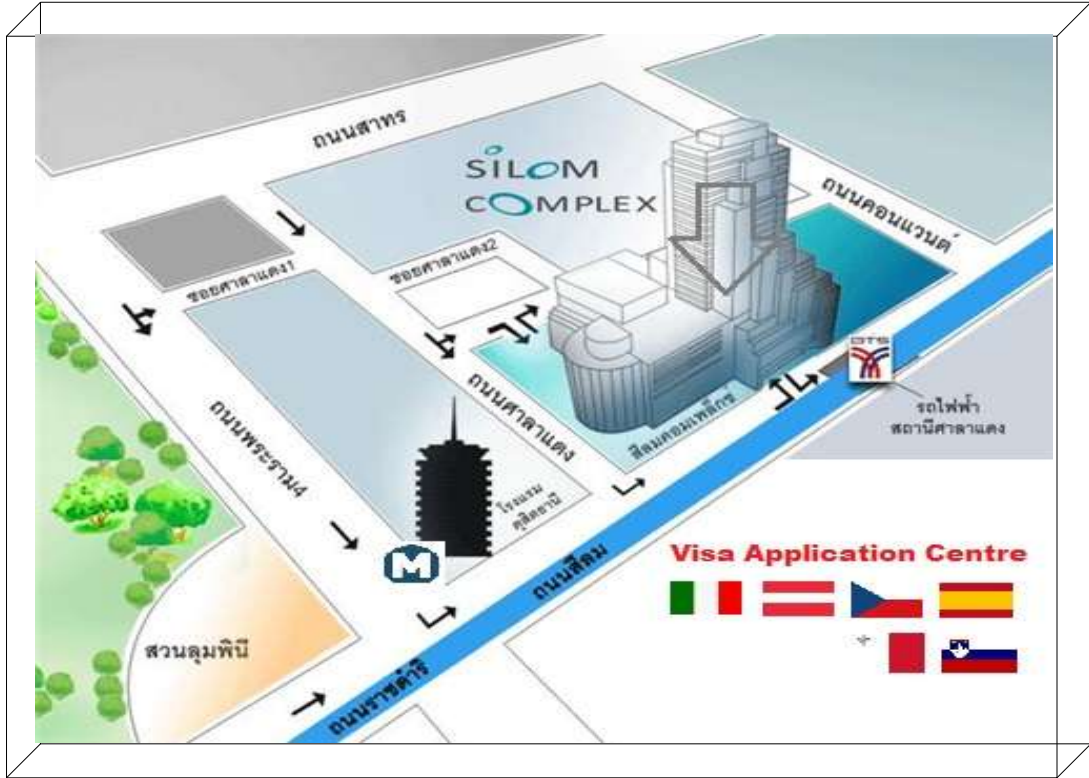 ถนนสาทร
SILOM
COMPLEX
ถนนคอนแวนต์
ซอยศาลาแดง1
ซอยศาลาแดง2
BTS
รถไฟฟ้า
สถานีศาลาแดง
ถนนพระราม4
ถนนศาลาแดง
สีลมคอมเพล็กซ์
โรงแรม
ดุสิตธานี
M
ถนนสีลม
Visa Application Centre
สวนลุมพินี
ถนนราชดำริ